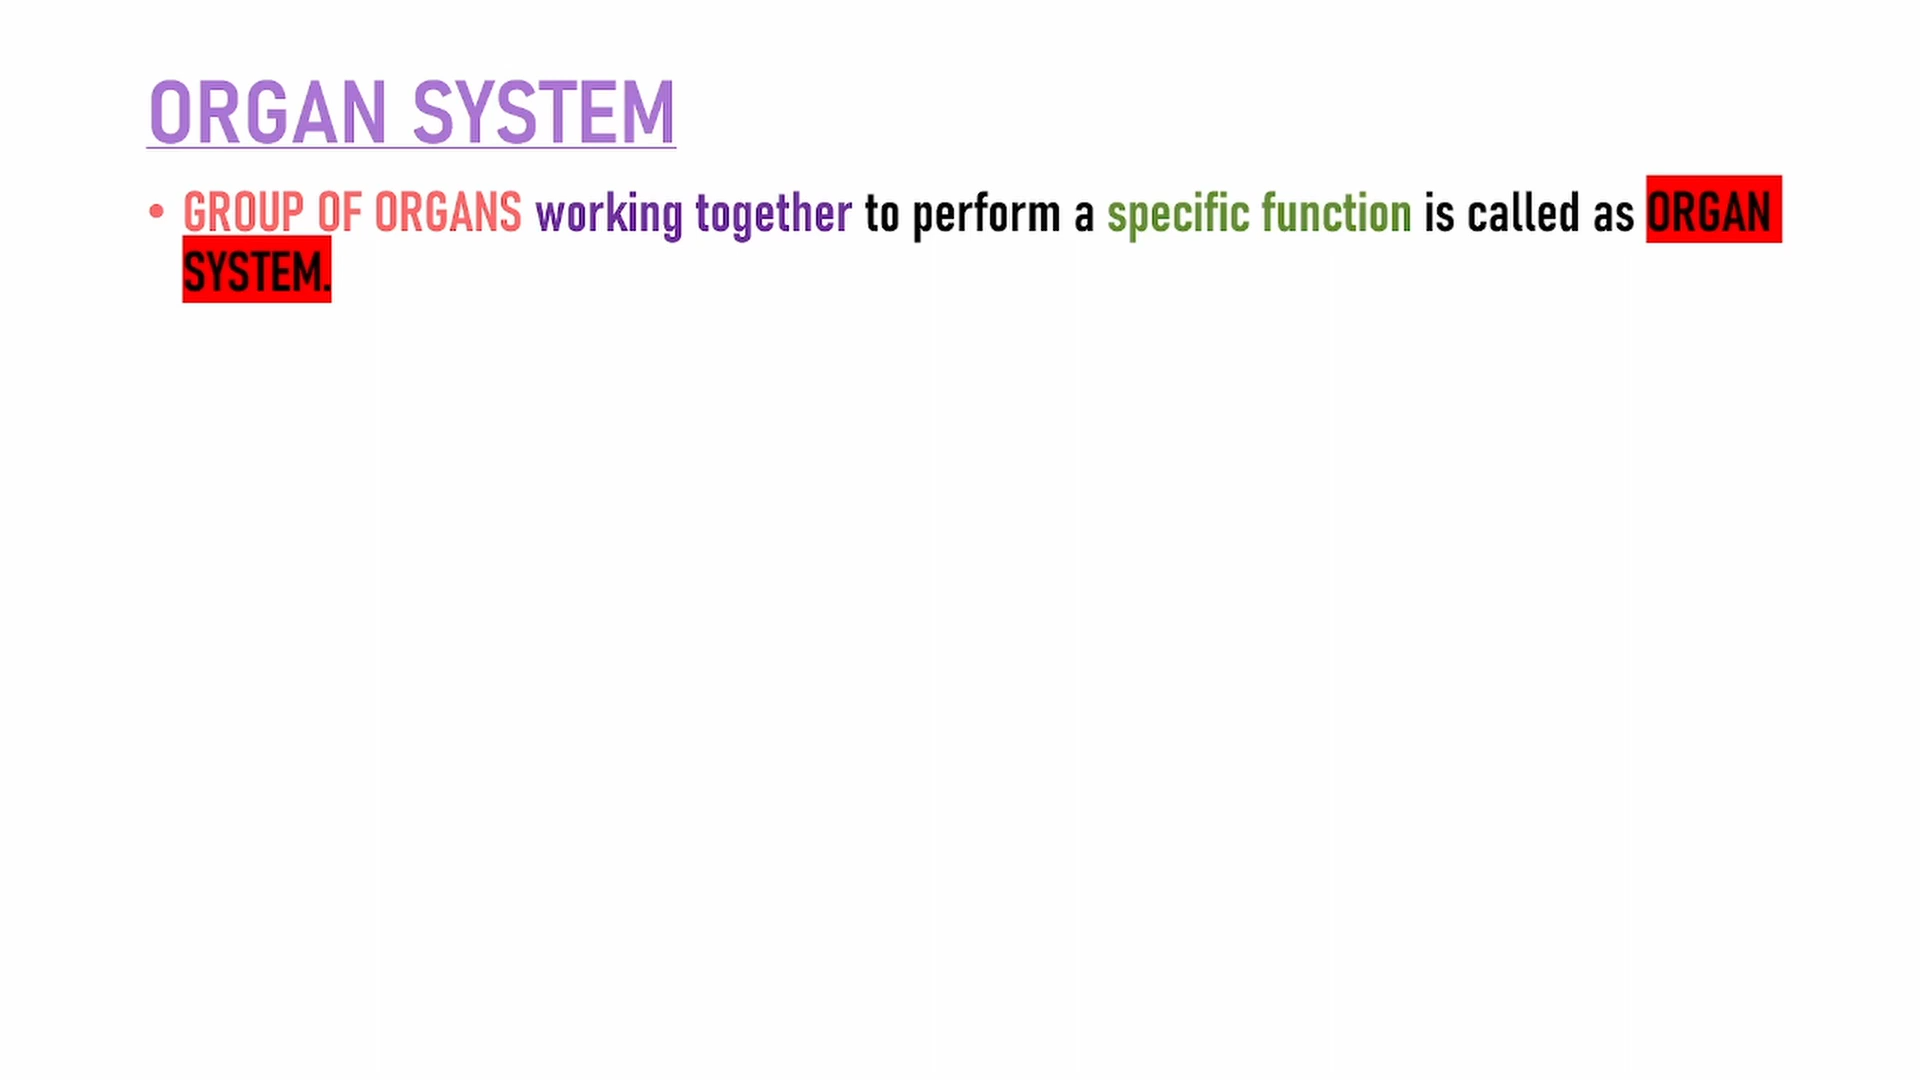 ORGAN SYSTEM
• GROUP OF ORGANS working together to perform a specific function is called as ORGAN
SYSTEM.